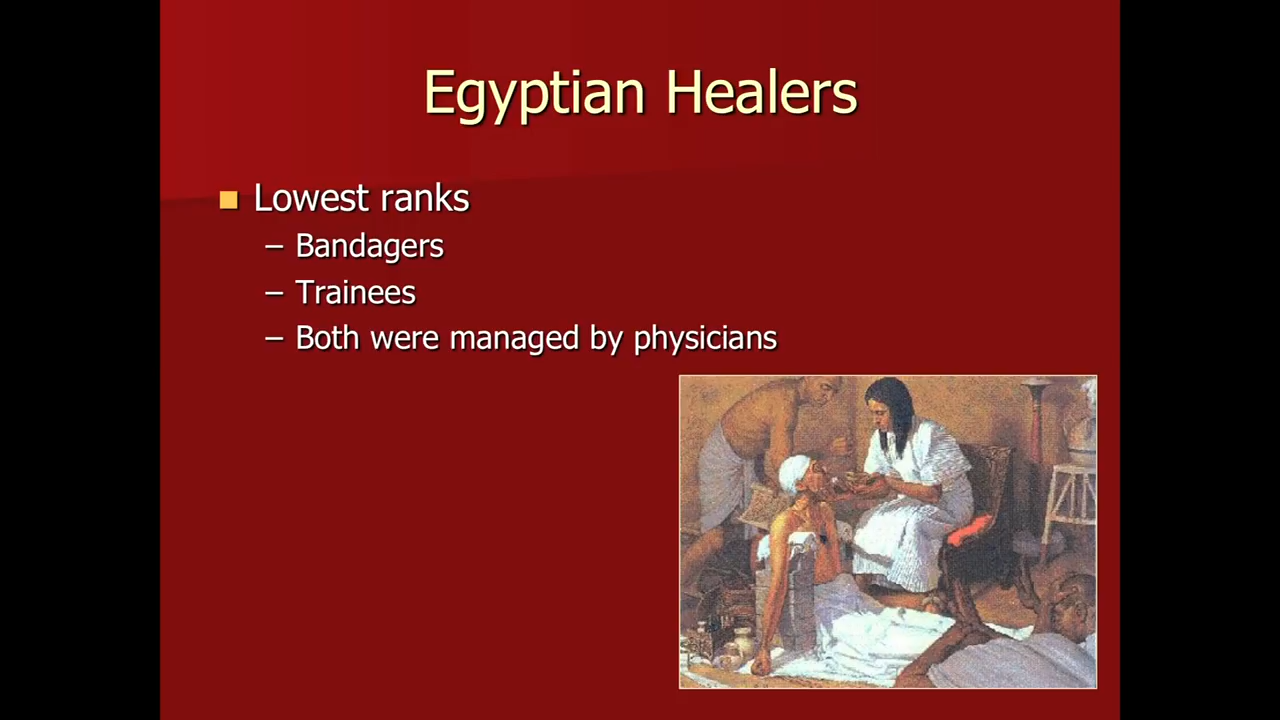 Egyptian Healers
Lowest ranks
– Bandagers
– Trainees
– Both were managed by physicians